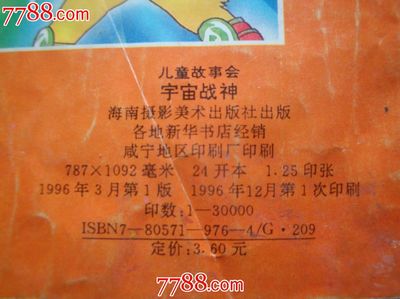 7788.com
7788.com
儿童故事会
宇宙战神
海南摄影美术出版社出版
各地新华书店经销
咸宁地区印刷厂印刷
787×1092毫米 24开本 1.25印张
1996年3月第1版 1996年12月第1次印刷
印数:1—30000
ISBN7—80571—976—4/G·209
定价:3.60元
7788.com
7788.com